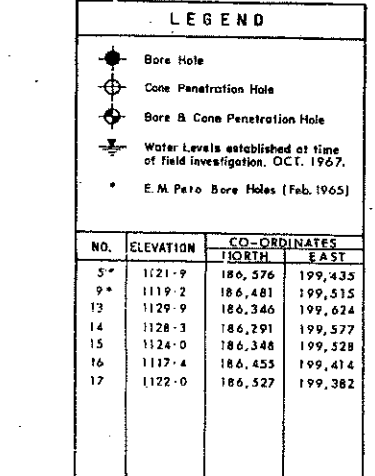 LEGEND
Bore Hole
Cone Penetration Hole
Bore & Cone Penetration Hole
Water Levels established at time
of field investigation. OCT. 1967.
* E. M. Peto Bore Holes (Feb. 1965)
NO. ELEVATION CO-ORDINATES
NORTH EAST
5* 1121·9 186,576 199,435
9* 1119·2 186,481 199,515
13 1129·9 186,346 199,624
14 1128·3 186,291 199,577
15 1124·0 186,348 199,528
16 1117·4 186,455 199,414
17 1122·0 186,527 199,382